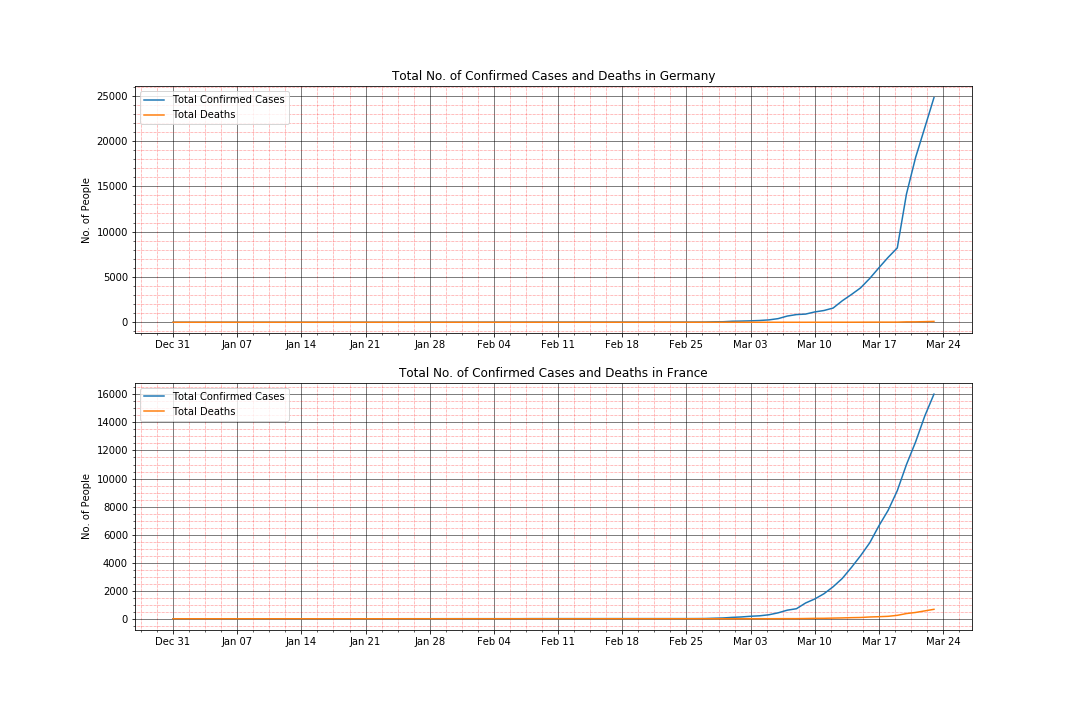 Total No. of Confirmed Cases and Deaths in Germany
Total Confirmed Cases
Total Deaths
No. of People
25000
20000
15000
10000
5000
0
Dec 31 Jan 07 Jan 14 Jan 21 Jan 28 Feb 04 Feb 11 Feb 18 Feb 25 Mar 03 Mar 10 Mar 17 Mar 24
Total No. of Confirmed Cases and Deaths in France
Total Confirmed Cases
Total Deaths
No. of People
16000
14000
12000
10000
8000
6000
4000
2000
0
Dec 31 Jan 07 Jan 14 Jan 21 Jan 28 Feb 04 Feb 11 Feb 18 Feb 25 Mar 03 Mar 10 Mar 17 Mar 24